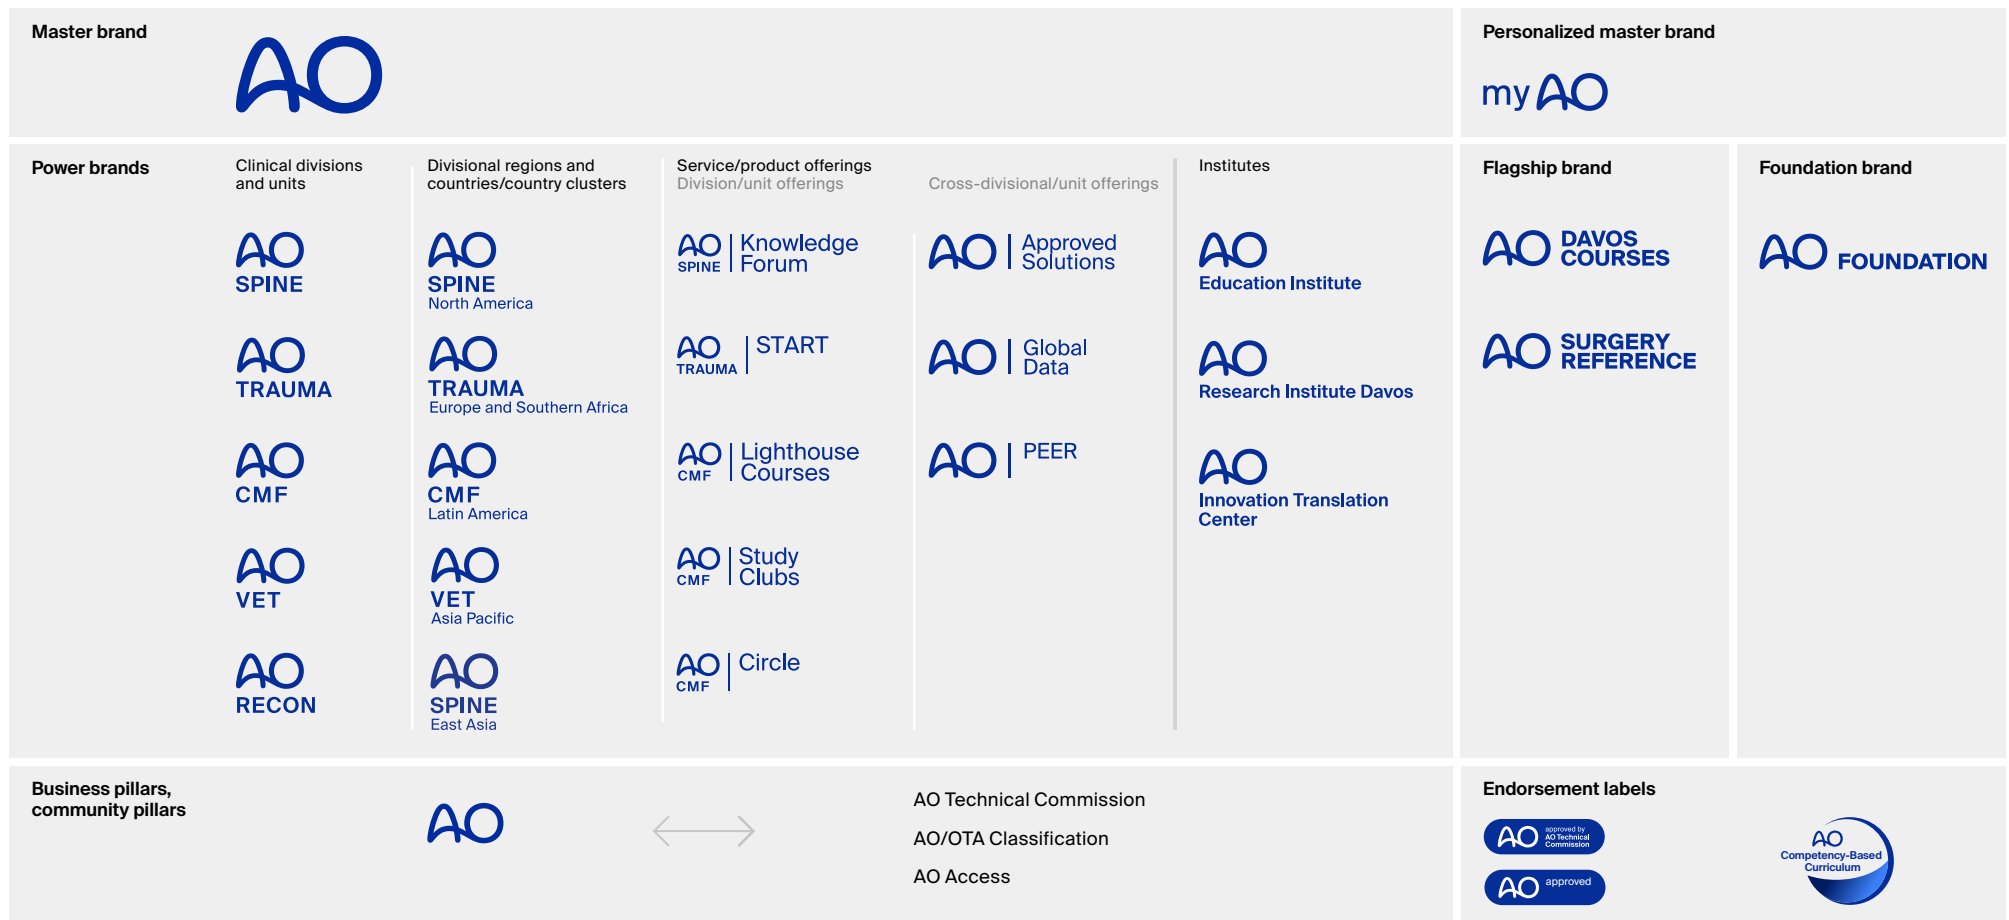 Master brand
AO
Personalized master brand
my AO
Power brands
Clinical divisions
and units
AO
SPINE
AO
TRAUMA
AO
CMF
AO
VET
AO
RECON
Divisional regions and
countries/country clusters
AO
SPINE
North America
AO
TRAUMA
Europe and Southern Africa
AO
CMF
Latin America
AO
VET
Asia Pacific
AO
SPINE
East Asia
Service/product offerings
Division/unit offerings
AO
SPINE
Knowledge
Forum
AO
TRAUMA
START
AO
CMF
Lighthouse
Courses
AO
CMF
Study
Clubs
AO
CMF
Circle
Cross-divisional/unit offerings
AO
Approved
Solutions
AO
Global
Data
AO
PEER
Institutes
AO
Education Institute
AO
Research Institute Davos
AO
Innovation Translation
Center
Flagship brand
AO
DAVOS
COURSES
AO
SURGERY
REFERENCE
Foundation brand
AO FOUNDATION
Business pillars,
community pillars
AO
AO Technical Commission
AO/OTA Classification
AO Access
Endorsement labels
AO
approved by
AO Technical
Commission
AO approved
AO
Competency-Based
Curriculum